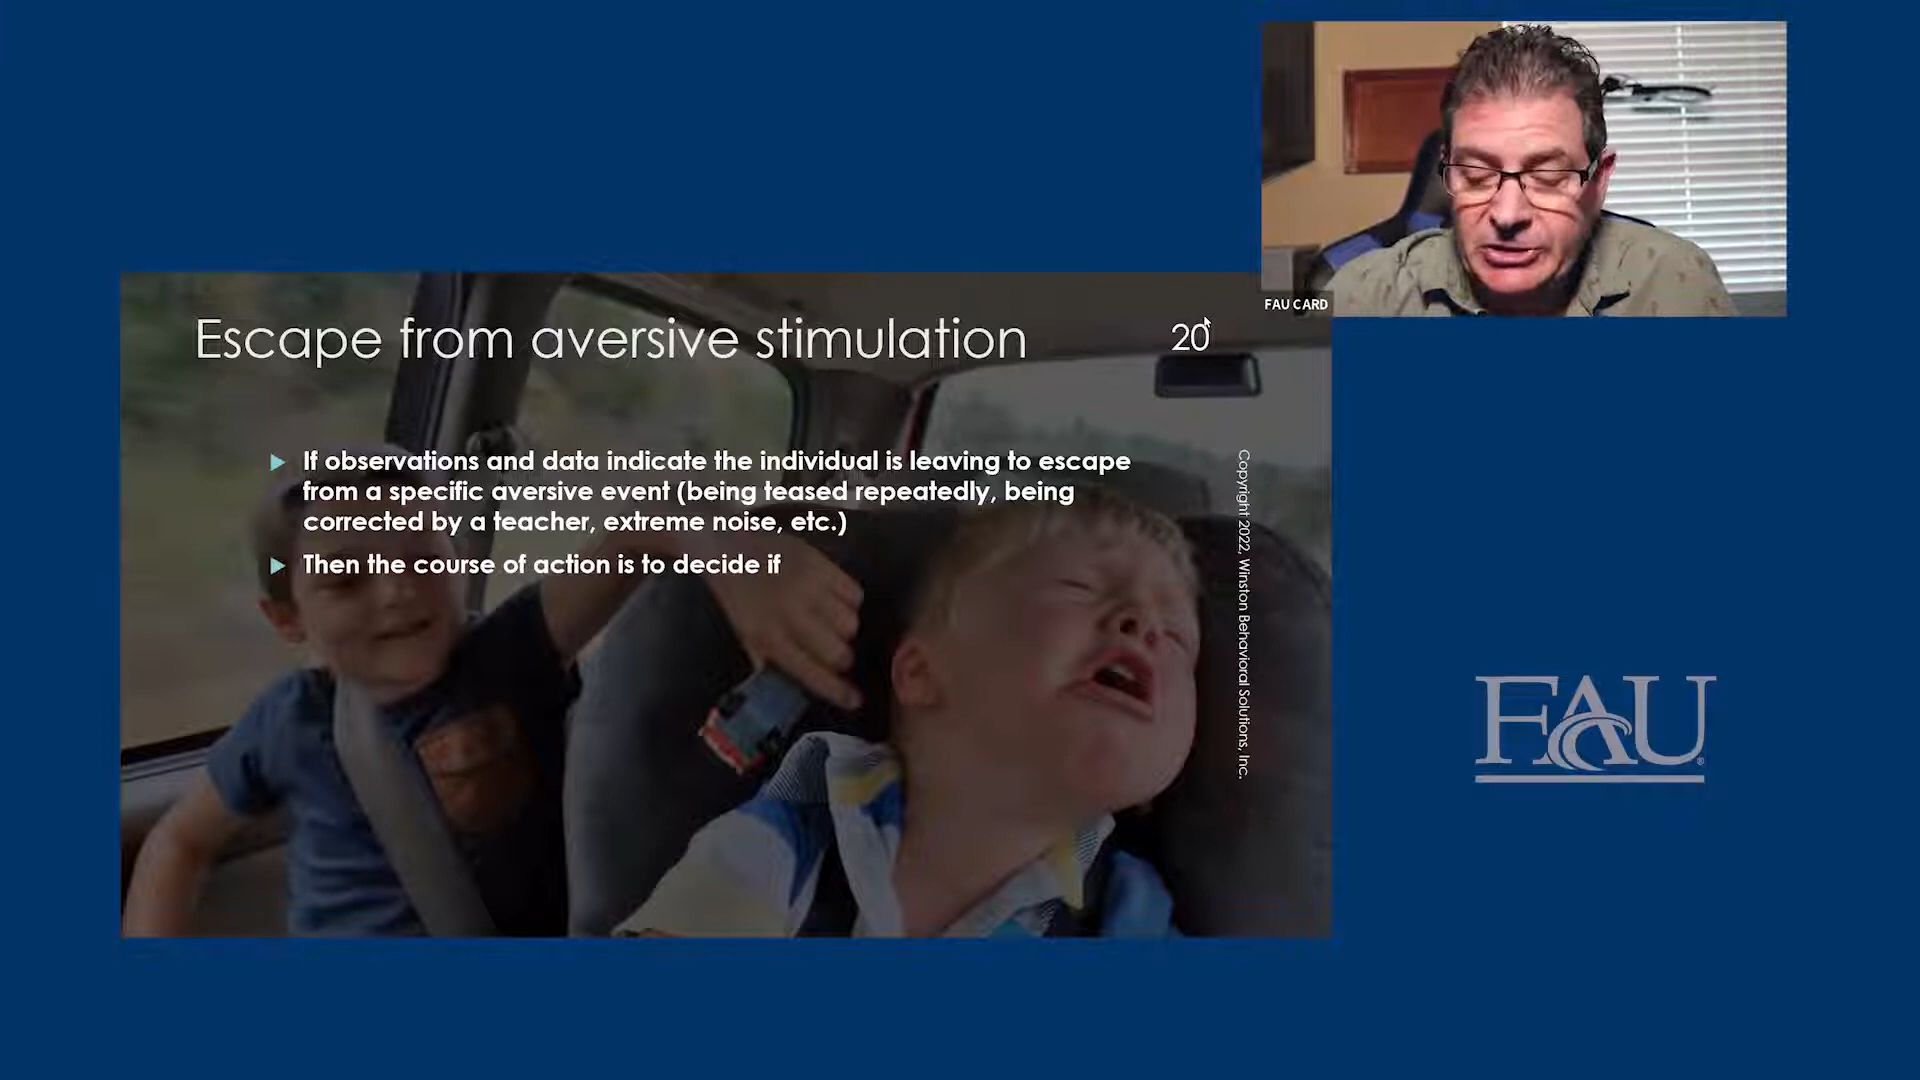 FAU CARD
Escape from aversive stimulation
20
If observations and data indicate the individual is leaving to escape
from a specific aversive event (being teased repeatedly, being
corrected by a teacher, extreme noise, etc.)
Then the course of action is to decide if
Copyright 2022, Winston Behavioral Solutions, Inc.
FAU®